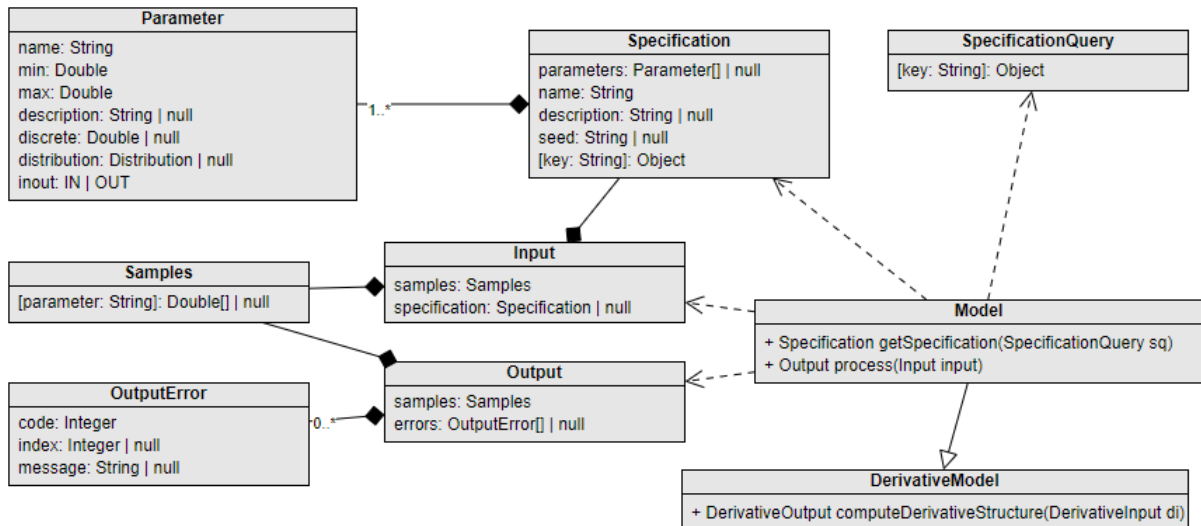 Parameter
name: String
min: Double
max: Double
description: String | null
discrete: Double | null
distribution: Distribution | null
inout: IN | OUT
1..*
Specification
parameters: Parameter[] | null
name: String
description: String | null
seed: String | null
[key: String]: Object
SpecificationQuery
[key: String]: Object
Samples
[parameter: String]: Double[] | null
Input
samples: Samples
specification: Specification | null
Model
+ Specification getSpecification(SpecificationQuery sq)
+ Output process(Input input)
OutputError
code: Integer
index: Integer | null
message: String | null
0..*
Output
samples: Samples
errors: OutputError[] | null
DerivativeModel
+ DerivativeOutput computeDerivativeStructure(DerivativeInput di)